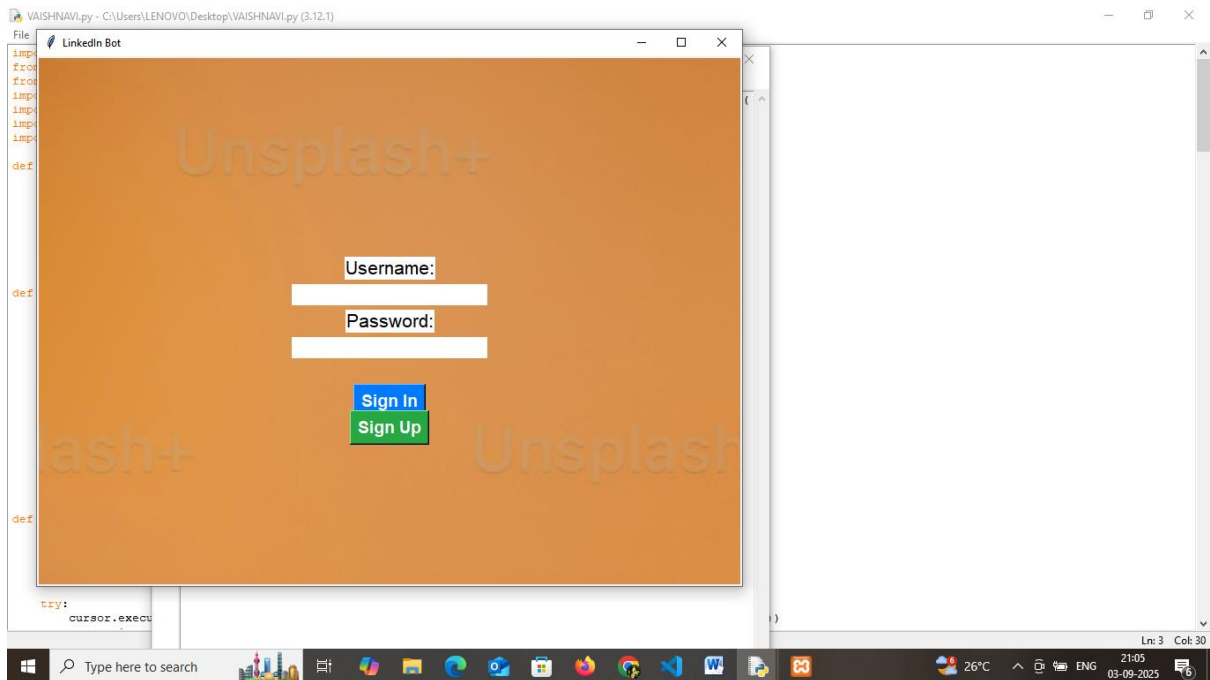 VAISHNAVI.py - C:\Users\LENOVO\Desktop\VAISHNAVI.py (3.12.1)
File
LinkedIn Bot
impo
from
from
impo
impo
impo
impo
(
def
Unsplash+
Username:
def
Password:
Sign In
Sign Up
lash+
Unsplash
def
try:
cursor.execu
))
Ln: 3 Col: 30
Type here to search
26°C
ENG
21:05
03-09-2025
6